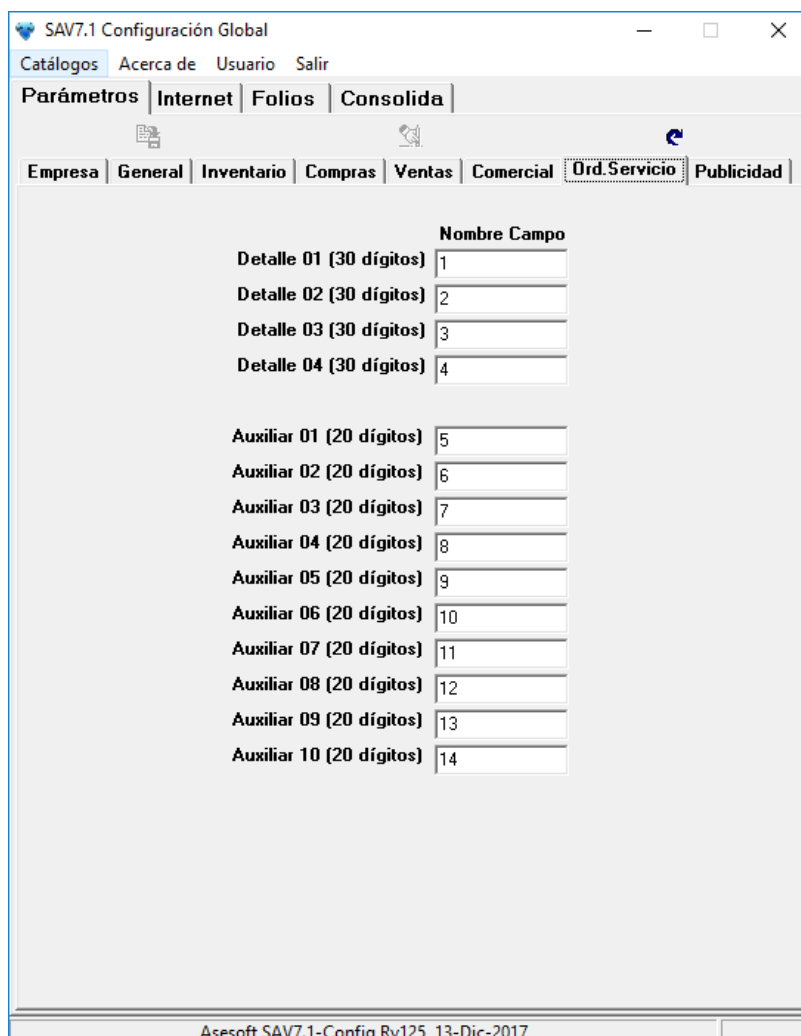 SAV7.1 Configuración Global
Catálogos Acerca de Usuario Salir
Parámetros Internet Folios Consolida
Empresa General Inventario Compras Ventas Comercial Ord.Servicio Publicidad
Nombre Campo
Detalle 01 (30 dígitos) 1
Detalle 02 (30 dígitos) 2
Detalle 03 (30 dígitos) 3
Detalle 04 (30 dígitos) 4
Auxiliar 01 (20 dígitos) 5
Auxiliar 02 (20 dígitos) 6
Auxiliar 03 (20 dígitos) 7
Auxiliar 04 (20 dígitos) 8
Auxiliar 05 (20 dígitos) 9
Auxiliar 06 (20 dígitos) 10
Auxiliar 07 (20 dígitos) 11
Auxiliar 08 (20 dígitos) 12
Auxiliar 09 (20 dígitos) 13
Auxiliar 10 (20 dígitos) 14
Asesoft SAV7.1-Config Rv125 13-Dic-2017